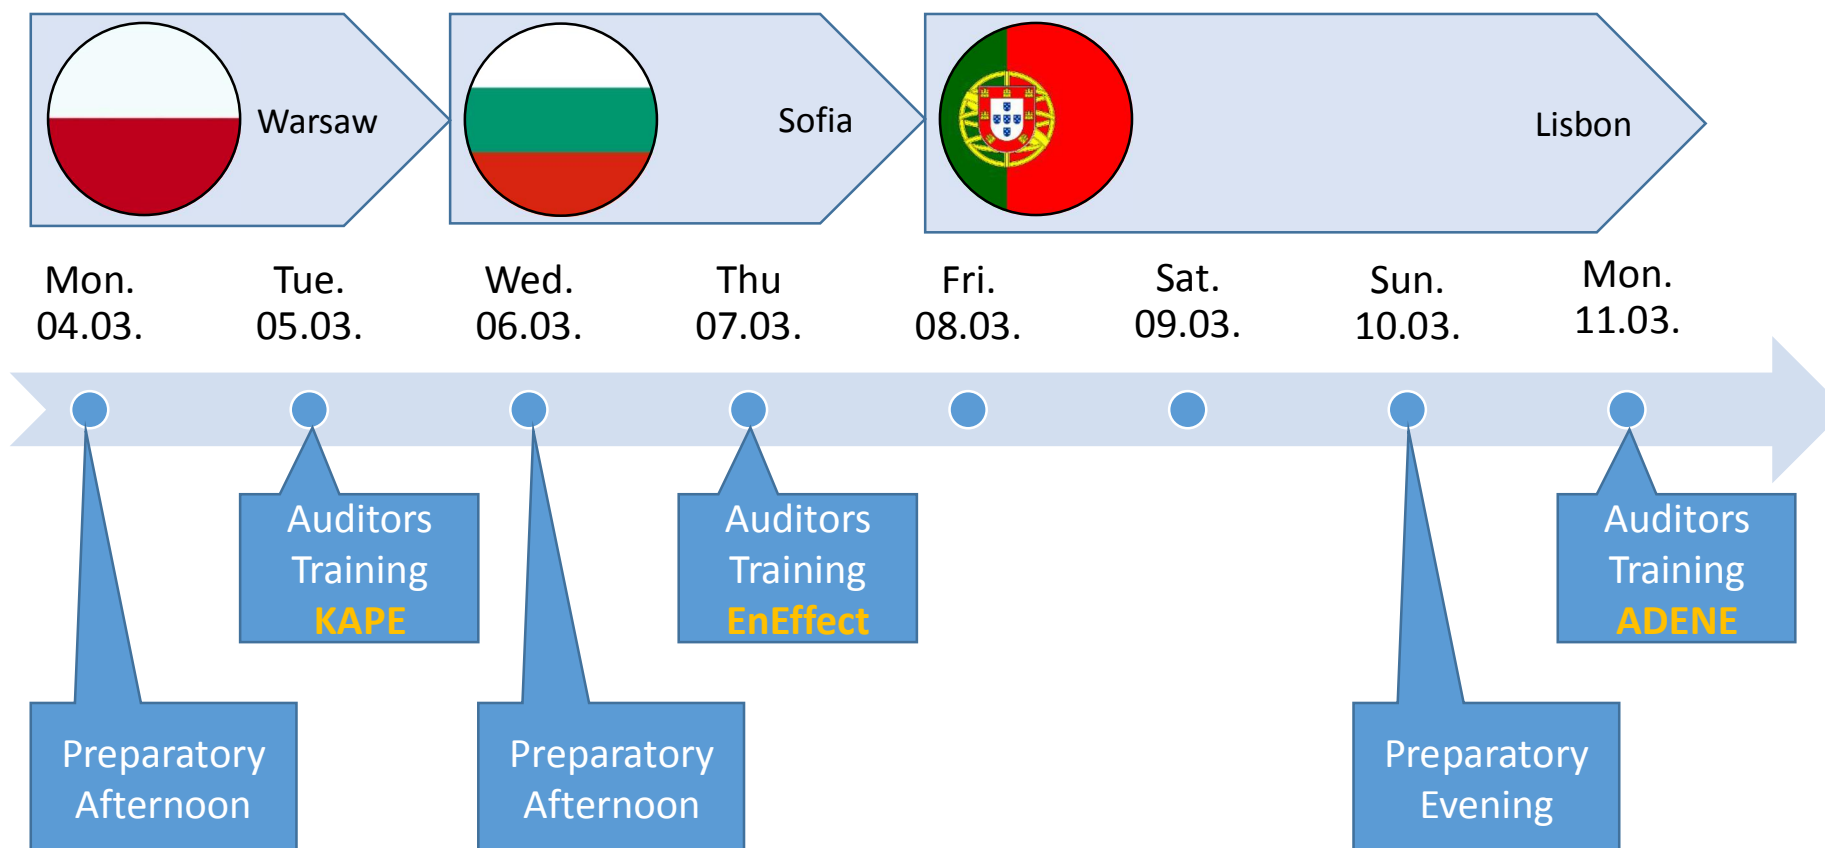 Warsaw
Sofia
Lisbon
Mon.
04.03.
Tue.
05.03.
Wed.
06.03.
Thu
07.03.
Fri.
08.03.
Sat.
09.03.
Sun.
10.03.
Mon.
11.03.
Auditors
Training
KAPE
Auditors
Training
EnEffect
Auditors
Training
ADENE
Preparatory
Afternoon
Preparatory
Afternoon
Preparatory
Evening